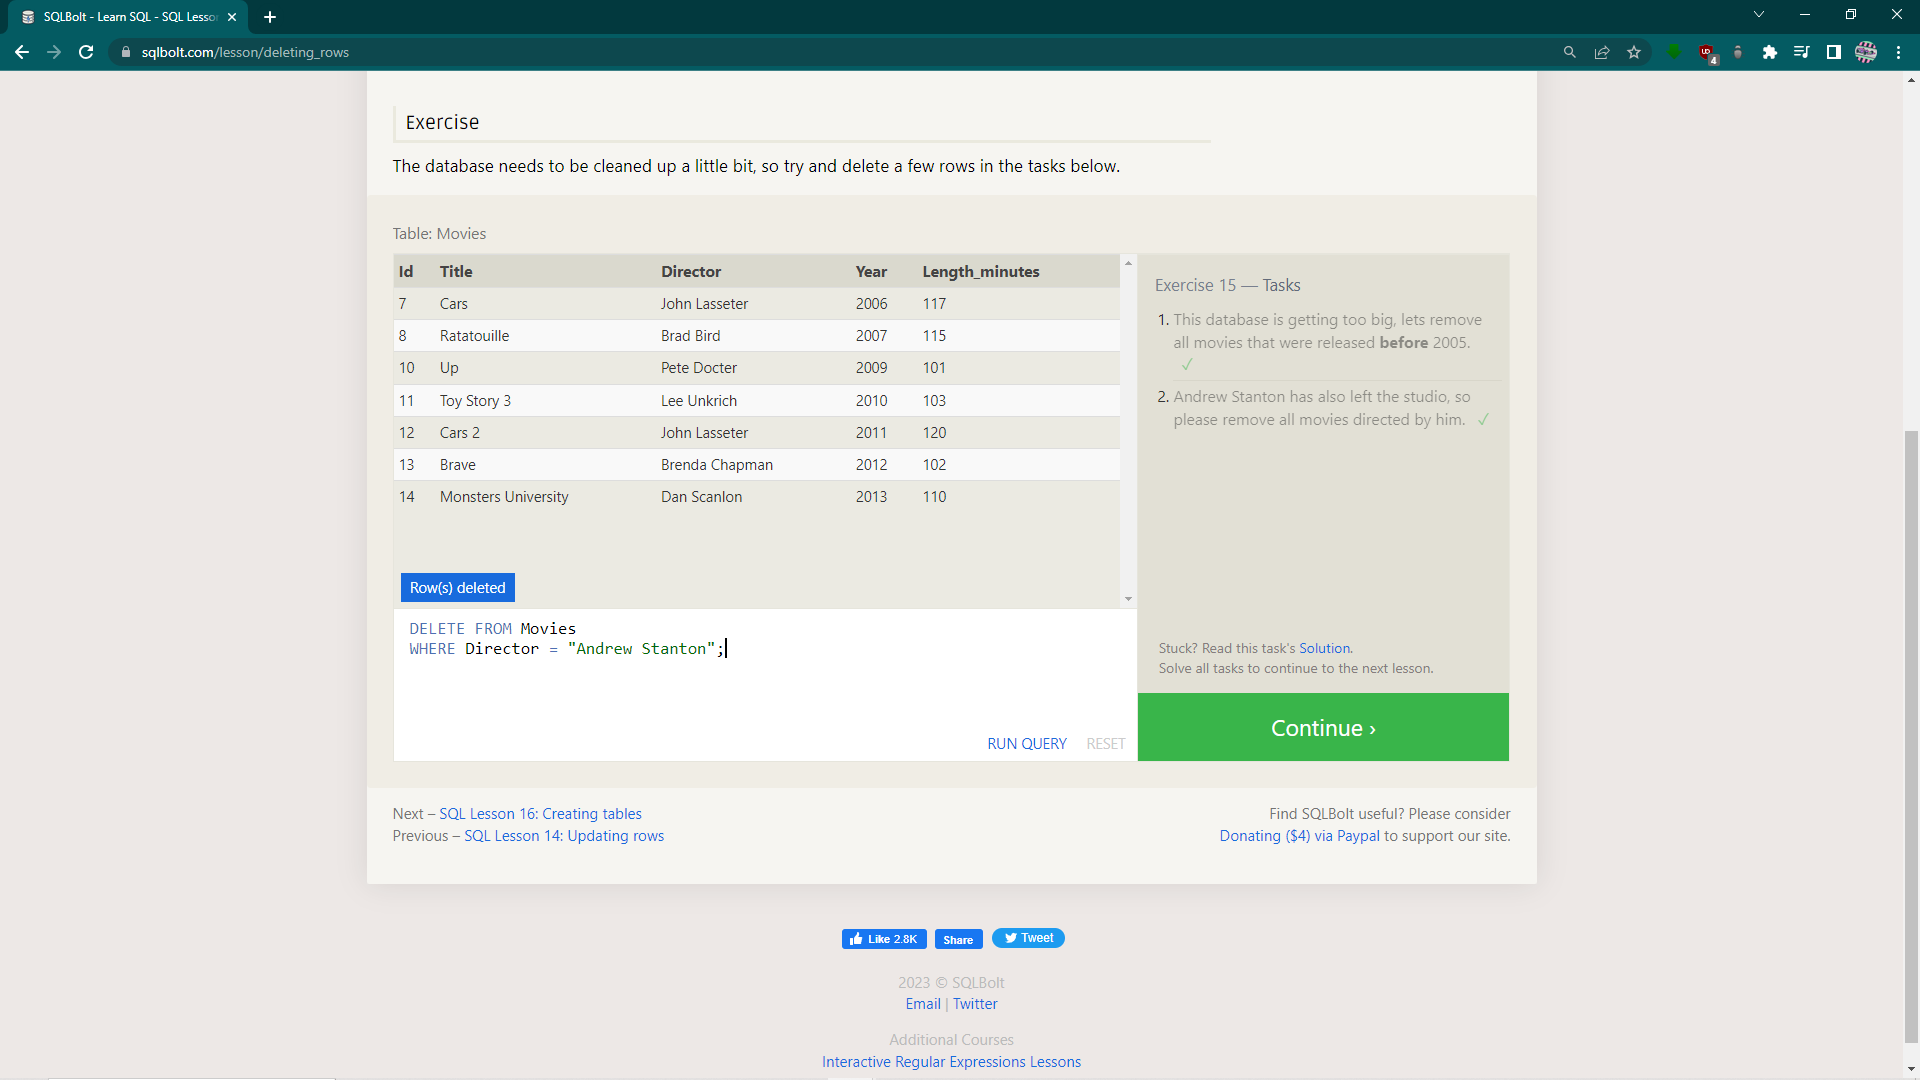 SQLBolt - Learn SQL - SQL Lesson
sqlbolt.com/lesson/deleting_rows
4
Exercise
The database needs to be cleaned up a little bit, so try and delete a few rows in the tasks below.
Table: Movies
Id Title Director Year Length_minutes
7 Cars John Lasseter 2006 117
8 Ratatouille Brad Bird 2007 115
10 Up Pete Docter 2009 101
11 Toy Story 3 Lee Unkrich 2010 103
12 Cars 2 John Lasseter 2011 120
13 Brave Brenda Chapman 2012 102
14 Monsters University Dan Scanlon 2013 110
Row(s) deleted
DELETE FROM Movies
WHERE Director = "Andrew Stanton";
RUN QUERY RESET
Exercise 15 — Tasks
1. This database is getting too big, lets remove
all movies that were released before 2005.
✓
2. Andrew Stanton has also left the studio, so
please remove all movies directed by him. ✓
Stuck? Read this task's Solution.
Solve all tasks to continue to the next lesson.
Continue ›
Next – SQL Lesson 16: Creating tables
Previous – SQL Lesson 14: Updating rows
Find SQLBolt useful? Please consider
Donating ($4) via Paypal to support our site.
Like 2.8K Share Tweet
2023 © SQLBolt
Email | Twitter
Additional Courses
Interactive Regular Expressions Lessons